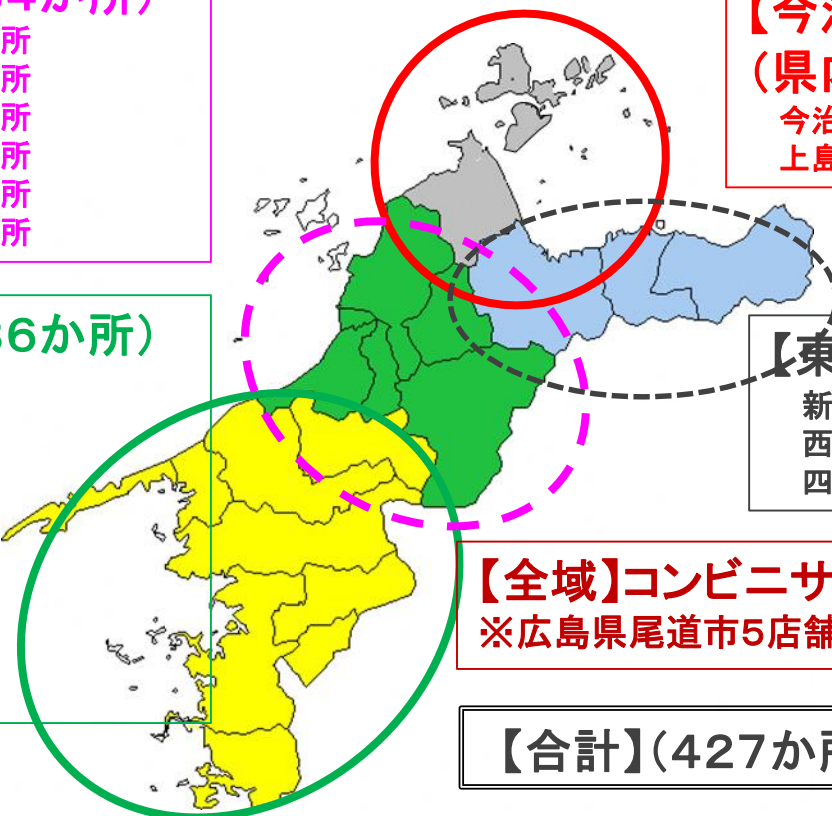 所
所
所
所
所
所
6か所）
【今
（県
今治
上島
【東
新
西
四
【全域】コンビニサ
※広島県尾道市5店舗
【合計】(427か所